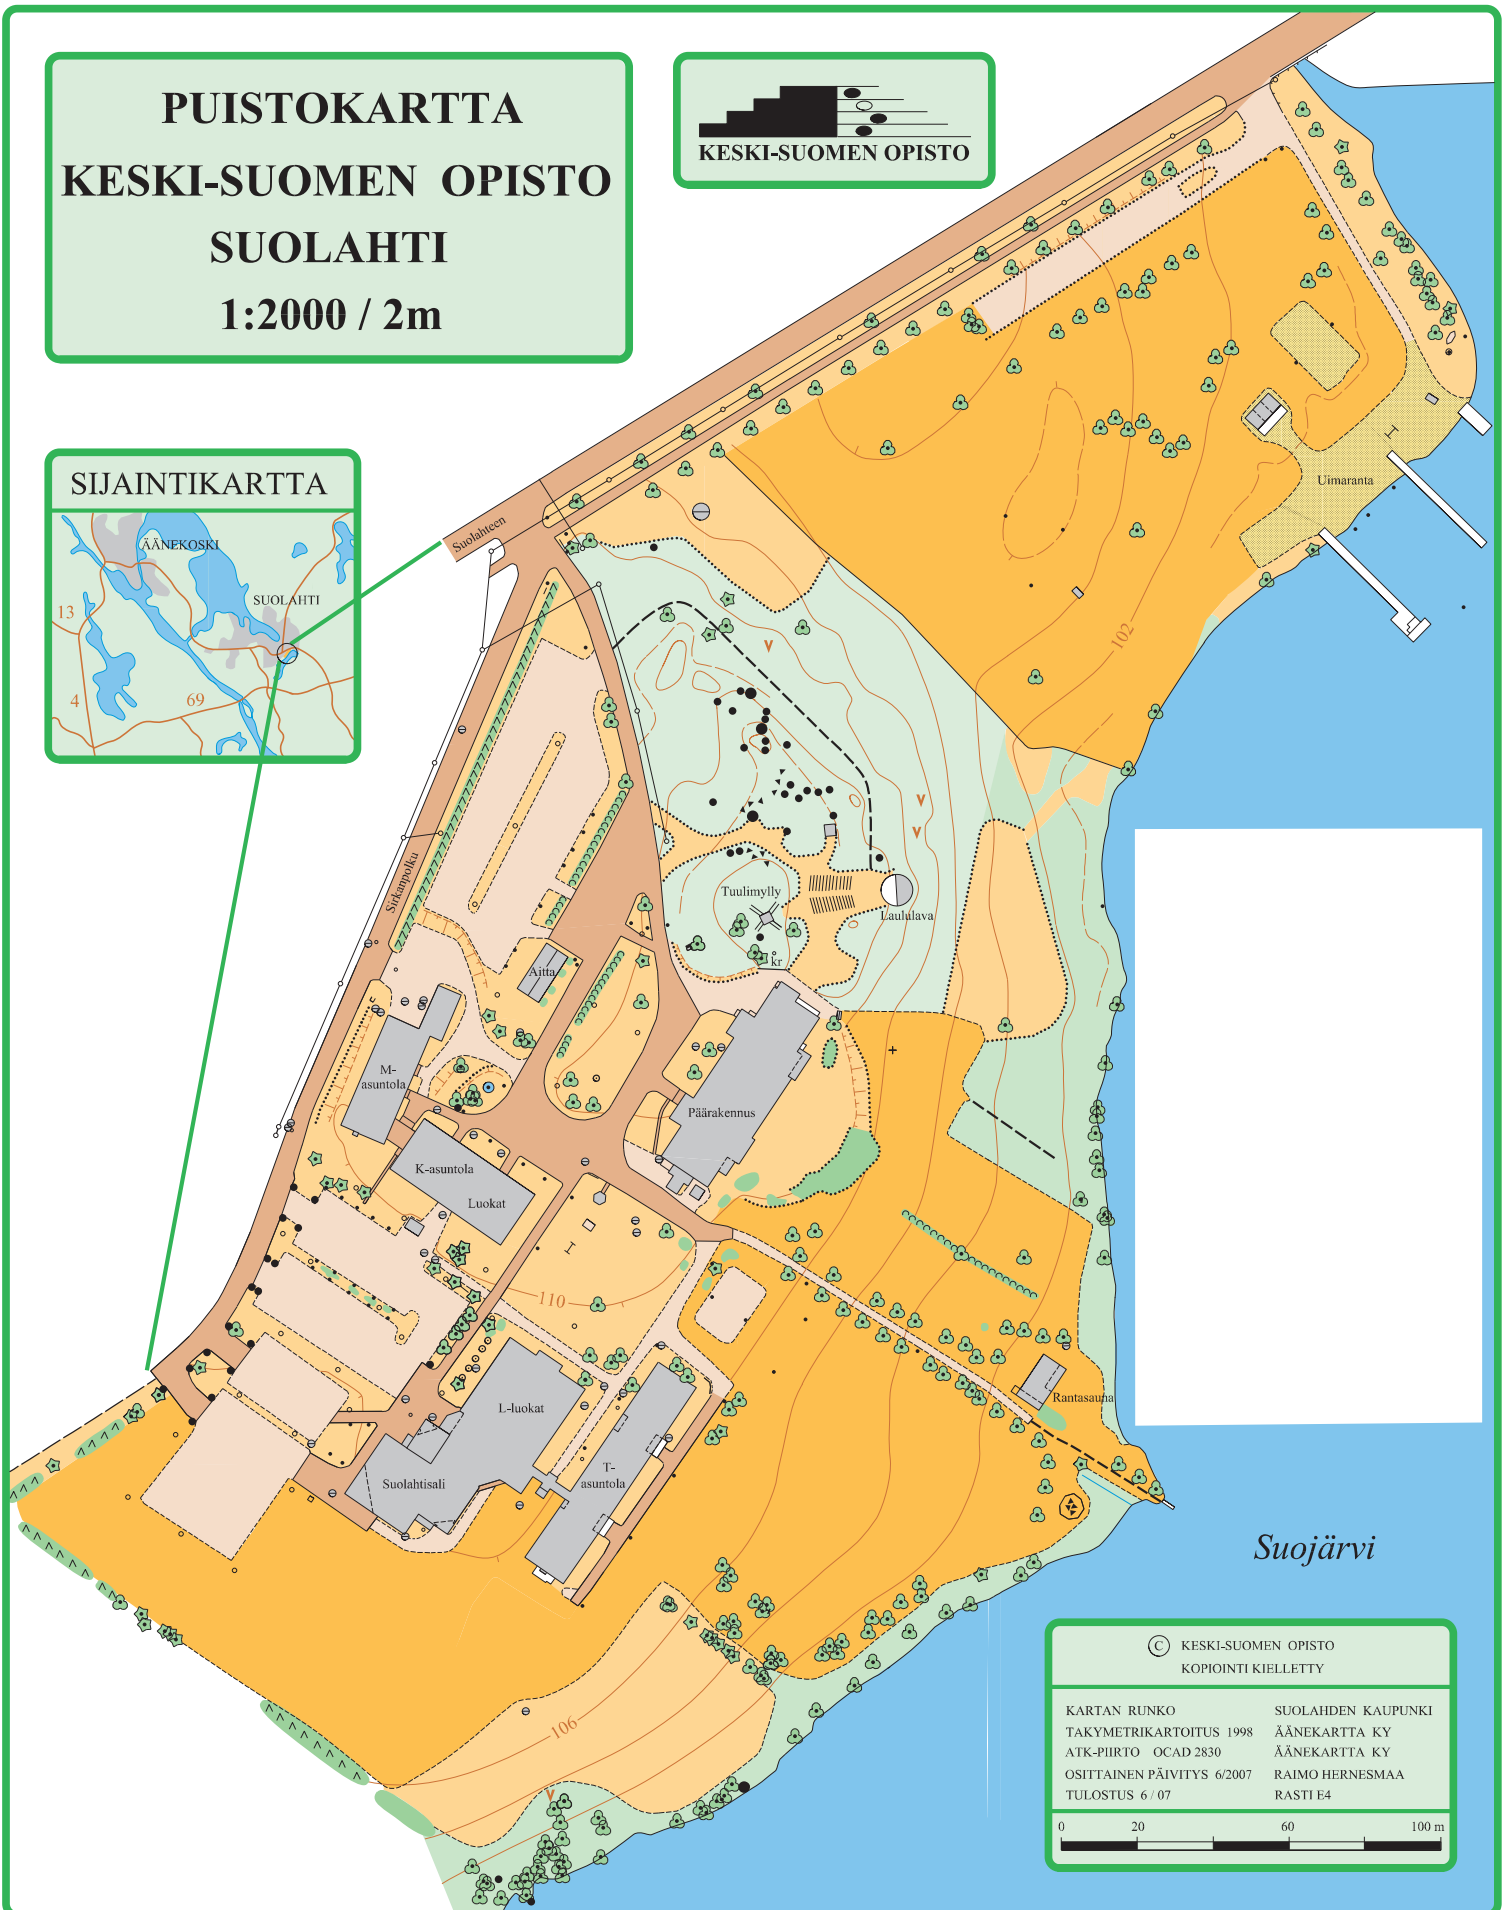 PUISTOKARTTA
KESKI-SUOMEN OPISTO
SUOLAHTI
1:2000 / 2m
KESKI-SUOMEN OPISTO
SIJAINTIKARTTA
ÄÄNEKOSKI
SUOLAHTI
13
4
69
Suolahteen
Uimaranta
102
Sirkanpolku
Tuulimylly
Laululava
kr
Aitta
M-
asuntola
Päärakennus
K-asuntola
Luokat
110
Rantasauna
L-luokat
T-
asuntola
Suolahtisali
Suojärvi
106
© KESKI-SUOMEN OPISTO
KOPIOINTI KIELLETTY
KARTAN RUNKO SUOLAHDEN KAUPUNKI
TAKYMETRIKARTOITUS 1998 ÄÄNEKARTTA KY
ATK-PIIRTO OCAD 2830 ÄÄNEKARTTA KY
OSITTAINEN PÄIVITYS 6/2007 RAIMO HERNESMAA
TULOSTUS 6 / 07 RASTI E4
0 20 60 100 m